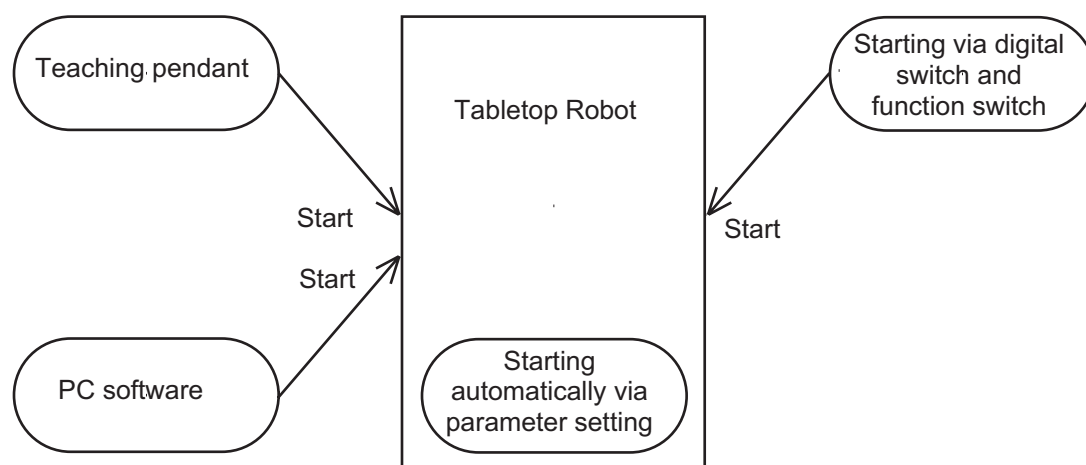 Teaching pendant
Tabletop Robot
Starting via digital
switch and
function switch
Start
Start
Start
PC software
Starting
automatically via
parameter setting